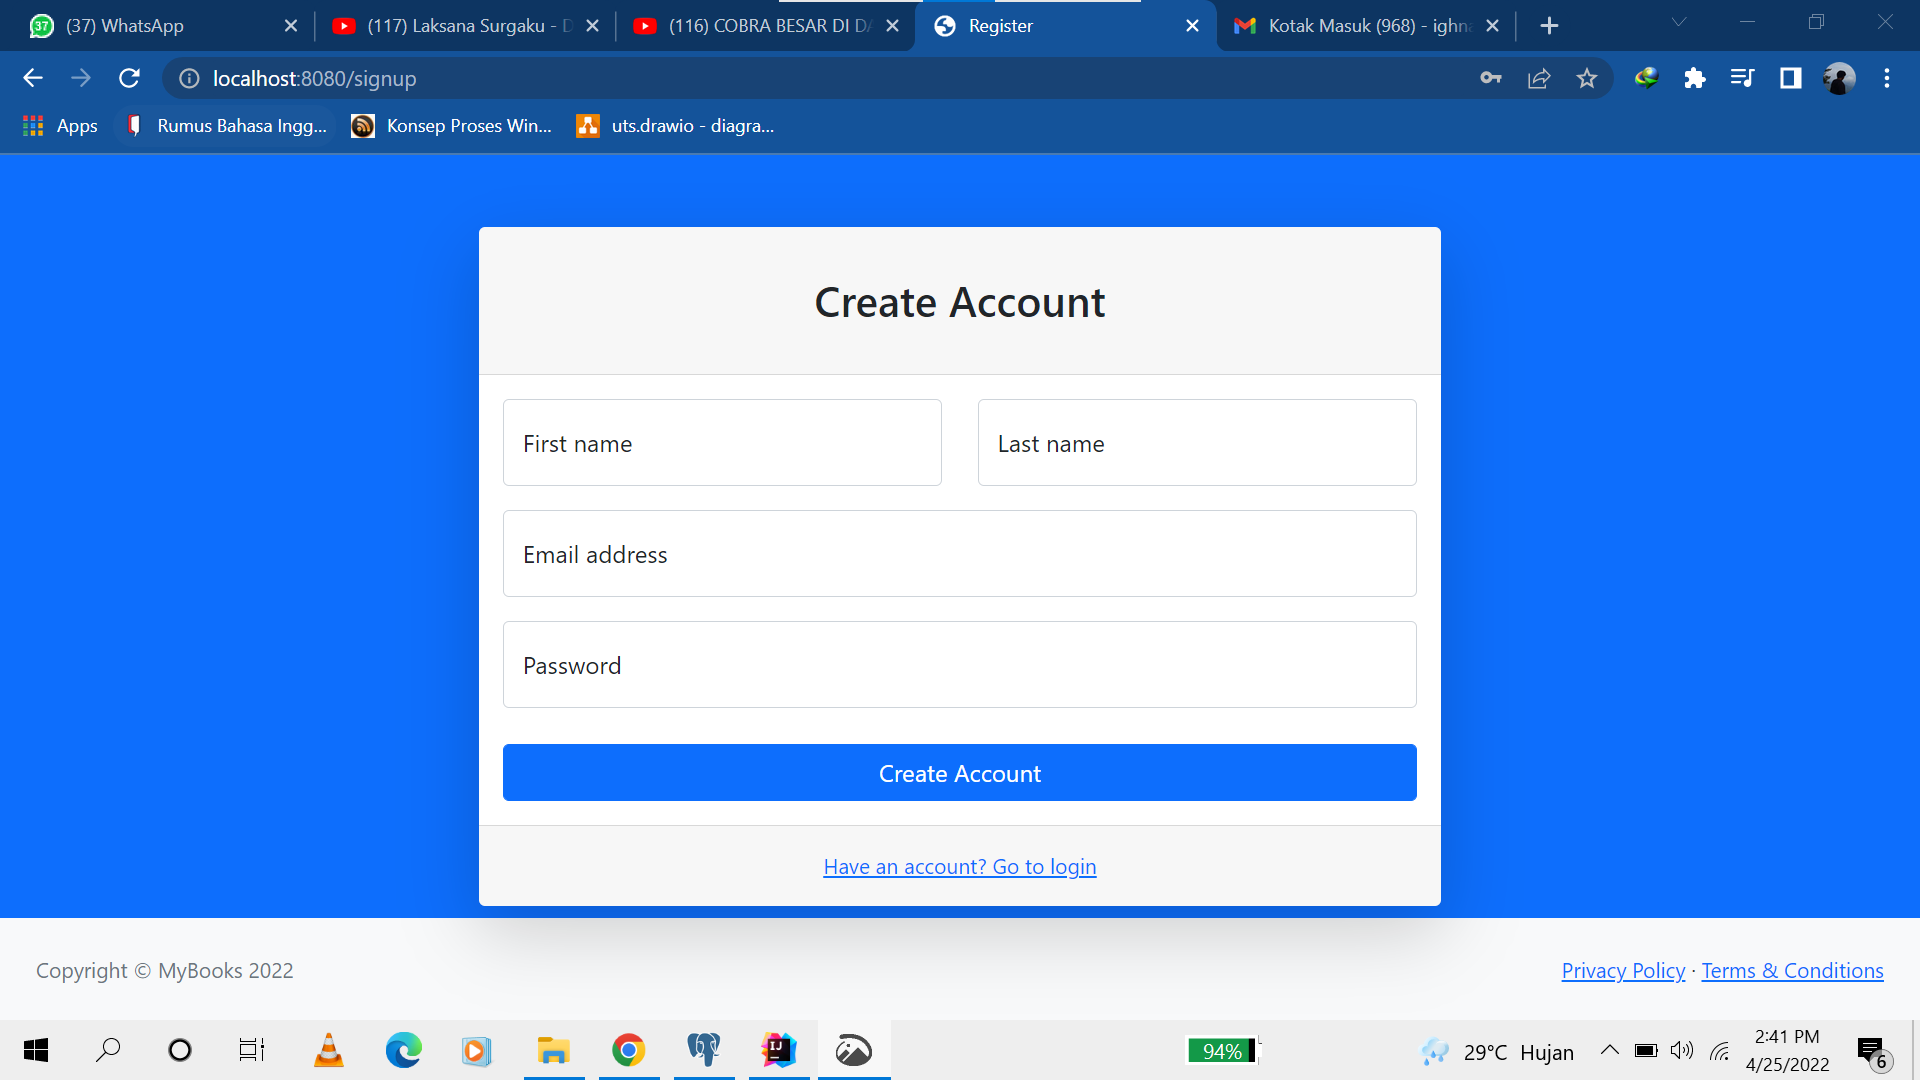 37 (37) WhatsApp
(117) Laksana Surgaku - D
(116) COBRA BESAR DI DA
Register
Kotak Masuk (968) - ighna
localhost:8080/signup
Apps
Rumus Bahasa Ingg...
Konsep Proses Win...
uts.drawio - diagra...
Create Account
First name
Last name
Email address
Password
Create Account
Have an account? Go to login
Copyright © MyBooks 2022
Privacy Policy · Terms & Conditions
IJ
94%
29°C Hujan
2:41 PM
4/25/2022
6